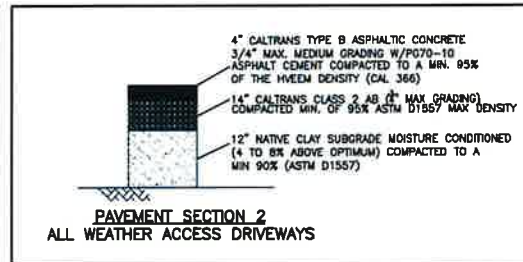 4" CALTRANS TYPE B ASPHALTIC CONCRETE
3/4" MAX. MEDIUM GRADING W/PG70-10
ASPHALT CEMENT COMPACTED TO A MIN. 95%
OF THE HVEEM DENSITY (CAL 366)
14" CALTRANS CLASS 2 AB ( MAX GRADING)
COMPACTED MIN. OF 95% ASTM D1557 MAX DENSITY
12" NATIVE CLAY SUBGRADE MOISTURE CONDITIONED
(4 TO 8% ABOVE OPTIMUM) COMPACTED TO A
MIN 90% (ASTM D1557)
PAVEMENT SECTION 2
ALL WEATHER ACCESS DRIVEWAYS